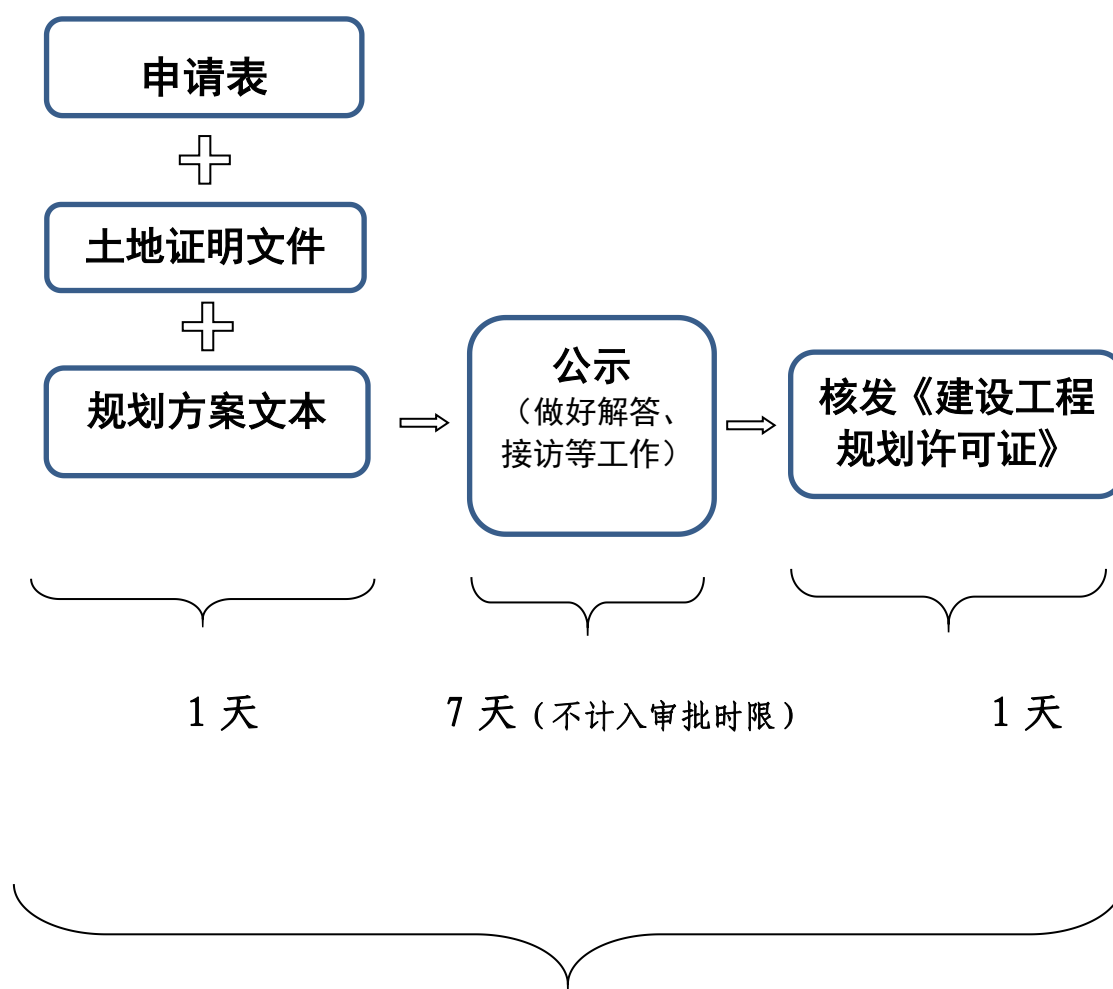 申请表
土地证明文件
规划方案文本
公示
（做好解答、
接访等工作）
核发《建设工程
规划许可证》
1 天
7 天（不计入审批时限）
1 天